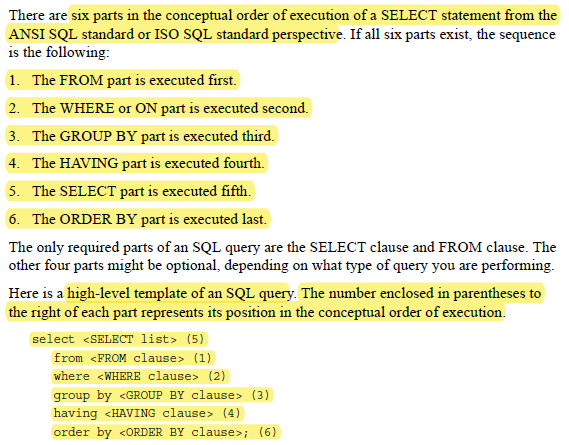 There are six parts in the conceptual order of execution of a SELECT statement from the
ANSI SQL standard or ISO SQL standard perspective. If all six parts exist, the sequence
is the following:
1. The FROM part is executed first.
2. The WHERE or ON part is executed second.
3. The GROUP BY part is executed third.
4. The HAVING part is executed fourth.
5. The SELECT part is executed fifth.
6. The ORDER BY part is executed last.
The only required parts of an SQL query are the SELECT clause and FROM clause. The
other four parts might be optional, depending on what type of query you are performing.
Here is a high-level template of an SQL query. The number enclosed in parentheses to
the right of each part represents its position in the conceptual order of execution.
select <SELECT list> (5)
from <FROM clause> (1)
where <WHERE clause> (2)
group by <GROUP BY clause> (3)
having <HAVING clause> (4)
order by <ORDER BY clause>; (6)